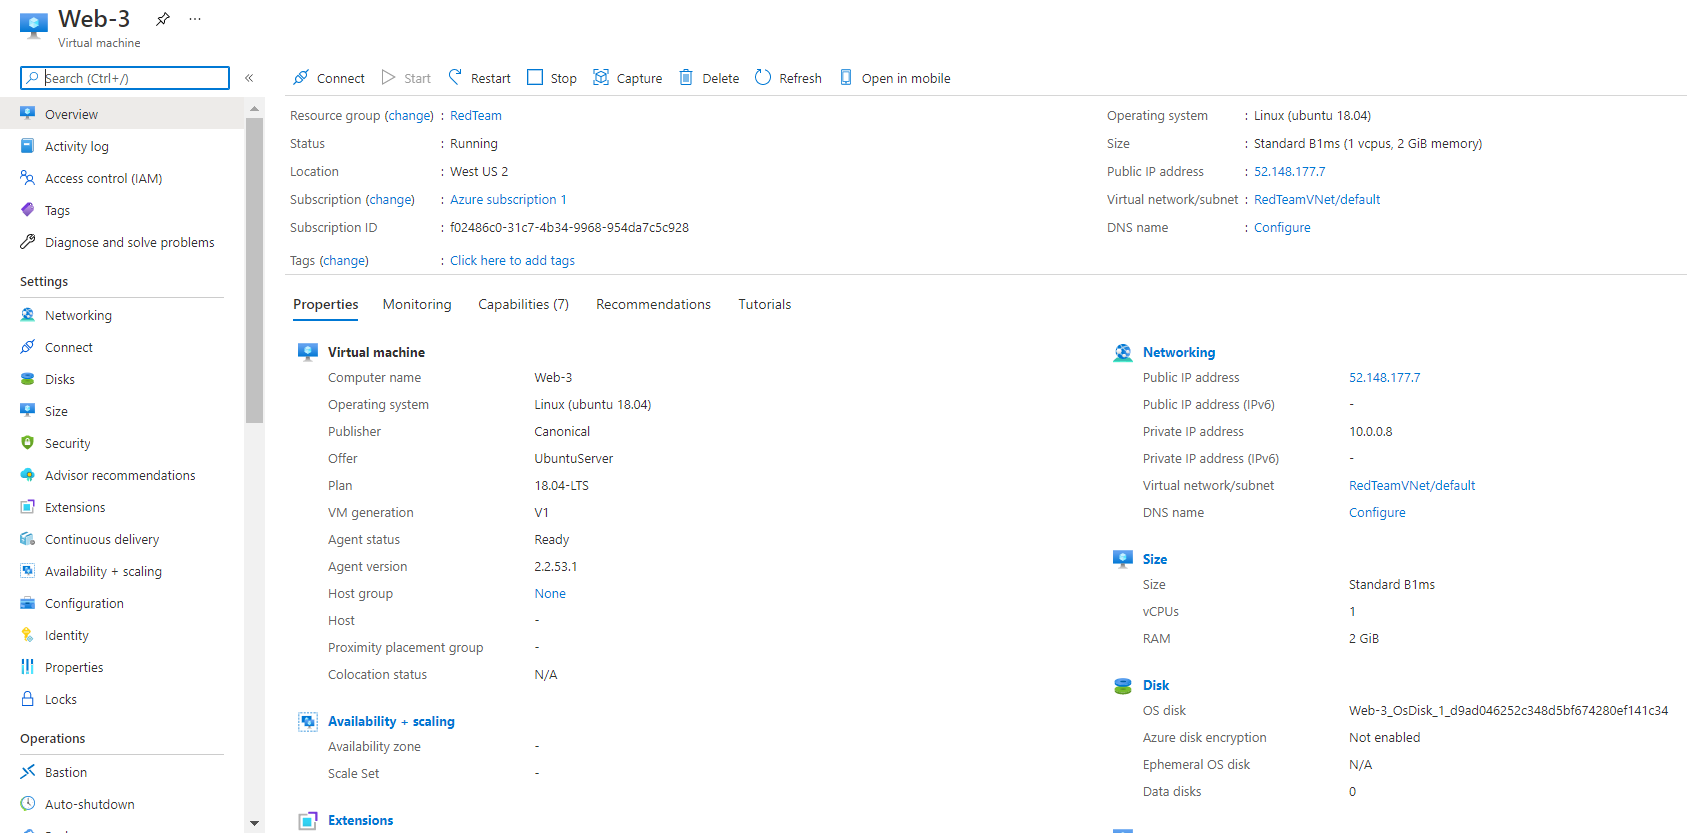 Web-3
Virtual machine
Search (Ctrl+/)
«
Connect Start Restart Stop Capture Delete Refresh Open in mobile
Overview
Activity log
Access control (IAM)
Tags
Diagnose and solve problems
Settings
Networking
Connect
Disks
Size
Security
Advisor recommendations
Extensions
Continuous delivery
Availability + scaling
Configuration
Identity
Properties
Locks
Operations
Bastion
Auto-shutdown
Resource group (change) : RedTeam
Status : Running
Location : West US 2
Subscription (change) : Azure subscription 1
Subscription ID : f02486c0-31c7-4b34-9968-954da7c5c928
Tags (change) : Click here to add tags
Operating system : Linux (ubuntu 18.04)
Size : Standard B1ms (1 vcpus, 2 GiB memory)
Public IP address : 52.148.177.7
Virtual network/subnet : RedTeamVNet/default
DNS name : Configure
Properties Monitoring Capabilities (7) Recommendations Tutorials
Virtual machine
Computer name Web-3
Operating system Linux (ubuntu 18.04)
Publisher Canonical
Offer UbuntuServer
Plan 18.04-LTS
VM generation V1
Agent status Ready
Agent version 2.2.53.1
Host group None
Host -
Proximity placement group -
Colocation status N/A
Availability + scaling
Availability zone -
Scale Set -
Extensions
Networking
Public IP address 52.148.177.7
Public IP address (IPv6) -
Private IP address 10.0.0.8
Private IP address (IPv6) -
Virtual network/subnet RedTeamVNet/default
DNS name Configure
Size
Size Standard B1ms
vCPUs 1
RAM 2 GiB
Disk
OS disk Web-3_OsDisk_1_d9ad046252c348d5bf674280ef141c34
Azure disk encryption Not enabled
Ephemeral OS disk N/A
Data disks 0